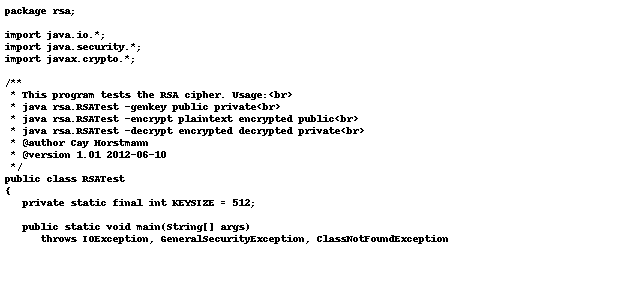 package rsa;

import java.io.*;
import java.security.*;
import javax.crypto.*;

/**
 * This program tests the RSA cipher. Usage:<br>
 * java rsa.RSATest -genkey public private<br>
 * java rsa.RSATest -encrypt plaintext encrypted public<br>
 * java rsa.RSATest -decrypt encrypted decrypted private<br>
 * @author Cay Horstmann
 * @version 1.01 2012-06-10
 */
public class RSATest
{
   private static final int KEYSIZE = 512;

   public static void main(String[] args)
      throws IOException, GeneralSecurityException, ClassNotFoundException